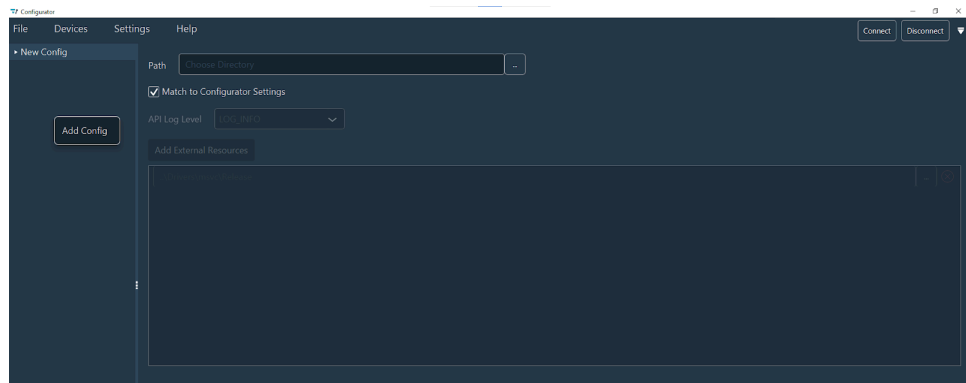 Configurator
File Devices Settings Help
Connect Disconnect
New Config
Path Choose Directory ..
Match to Configurator Settings
Add Config
API Log Level LOG_INFO
Add External Resources